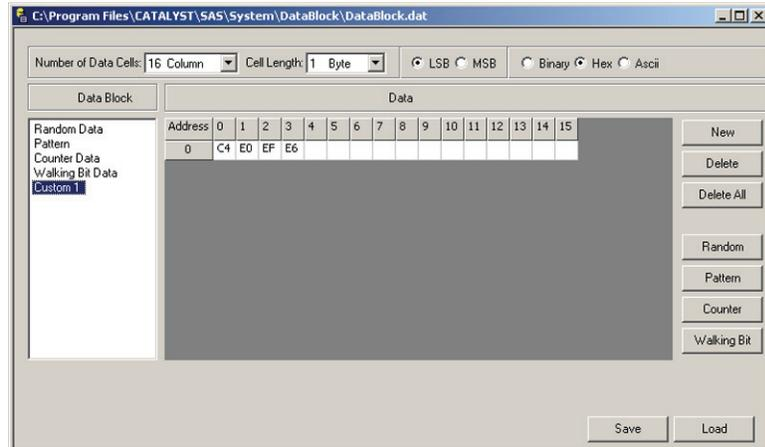 C:\Program Files\CATALYST\SAS\System\DataBlock\DataBlock.dat
Number of Data Cells: 16 Column Cell Length: 1 Byte LSB MSB Binary Hex Ascii
Data Block Data
Random Data
Pattern
Counter Data
Walking Bit Data
Custom 1
Address 0 1 2 3 4 5 6 7 8 9 10 11 12 13 14 15
0 C4 E0 EF E6
New
Delete
Delete All
Random
Pattern
Counter
Walking Bit
Save Load